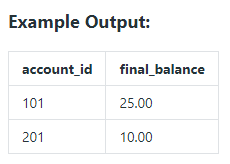 Example Output:
account_id final_balance
101 25.00
201 10.00